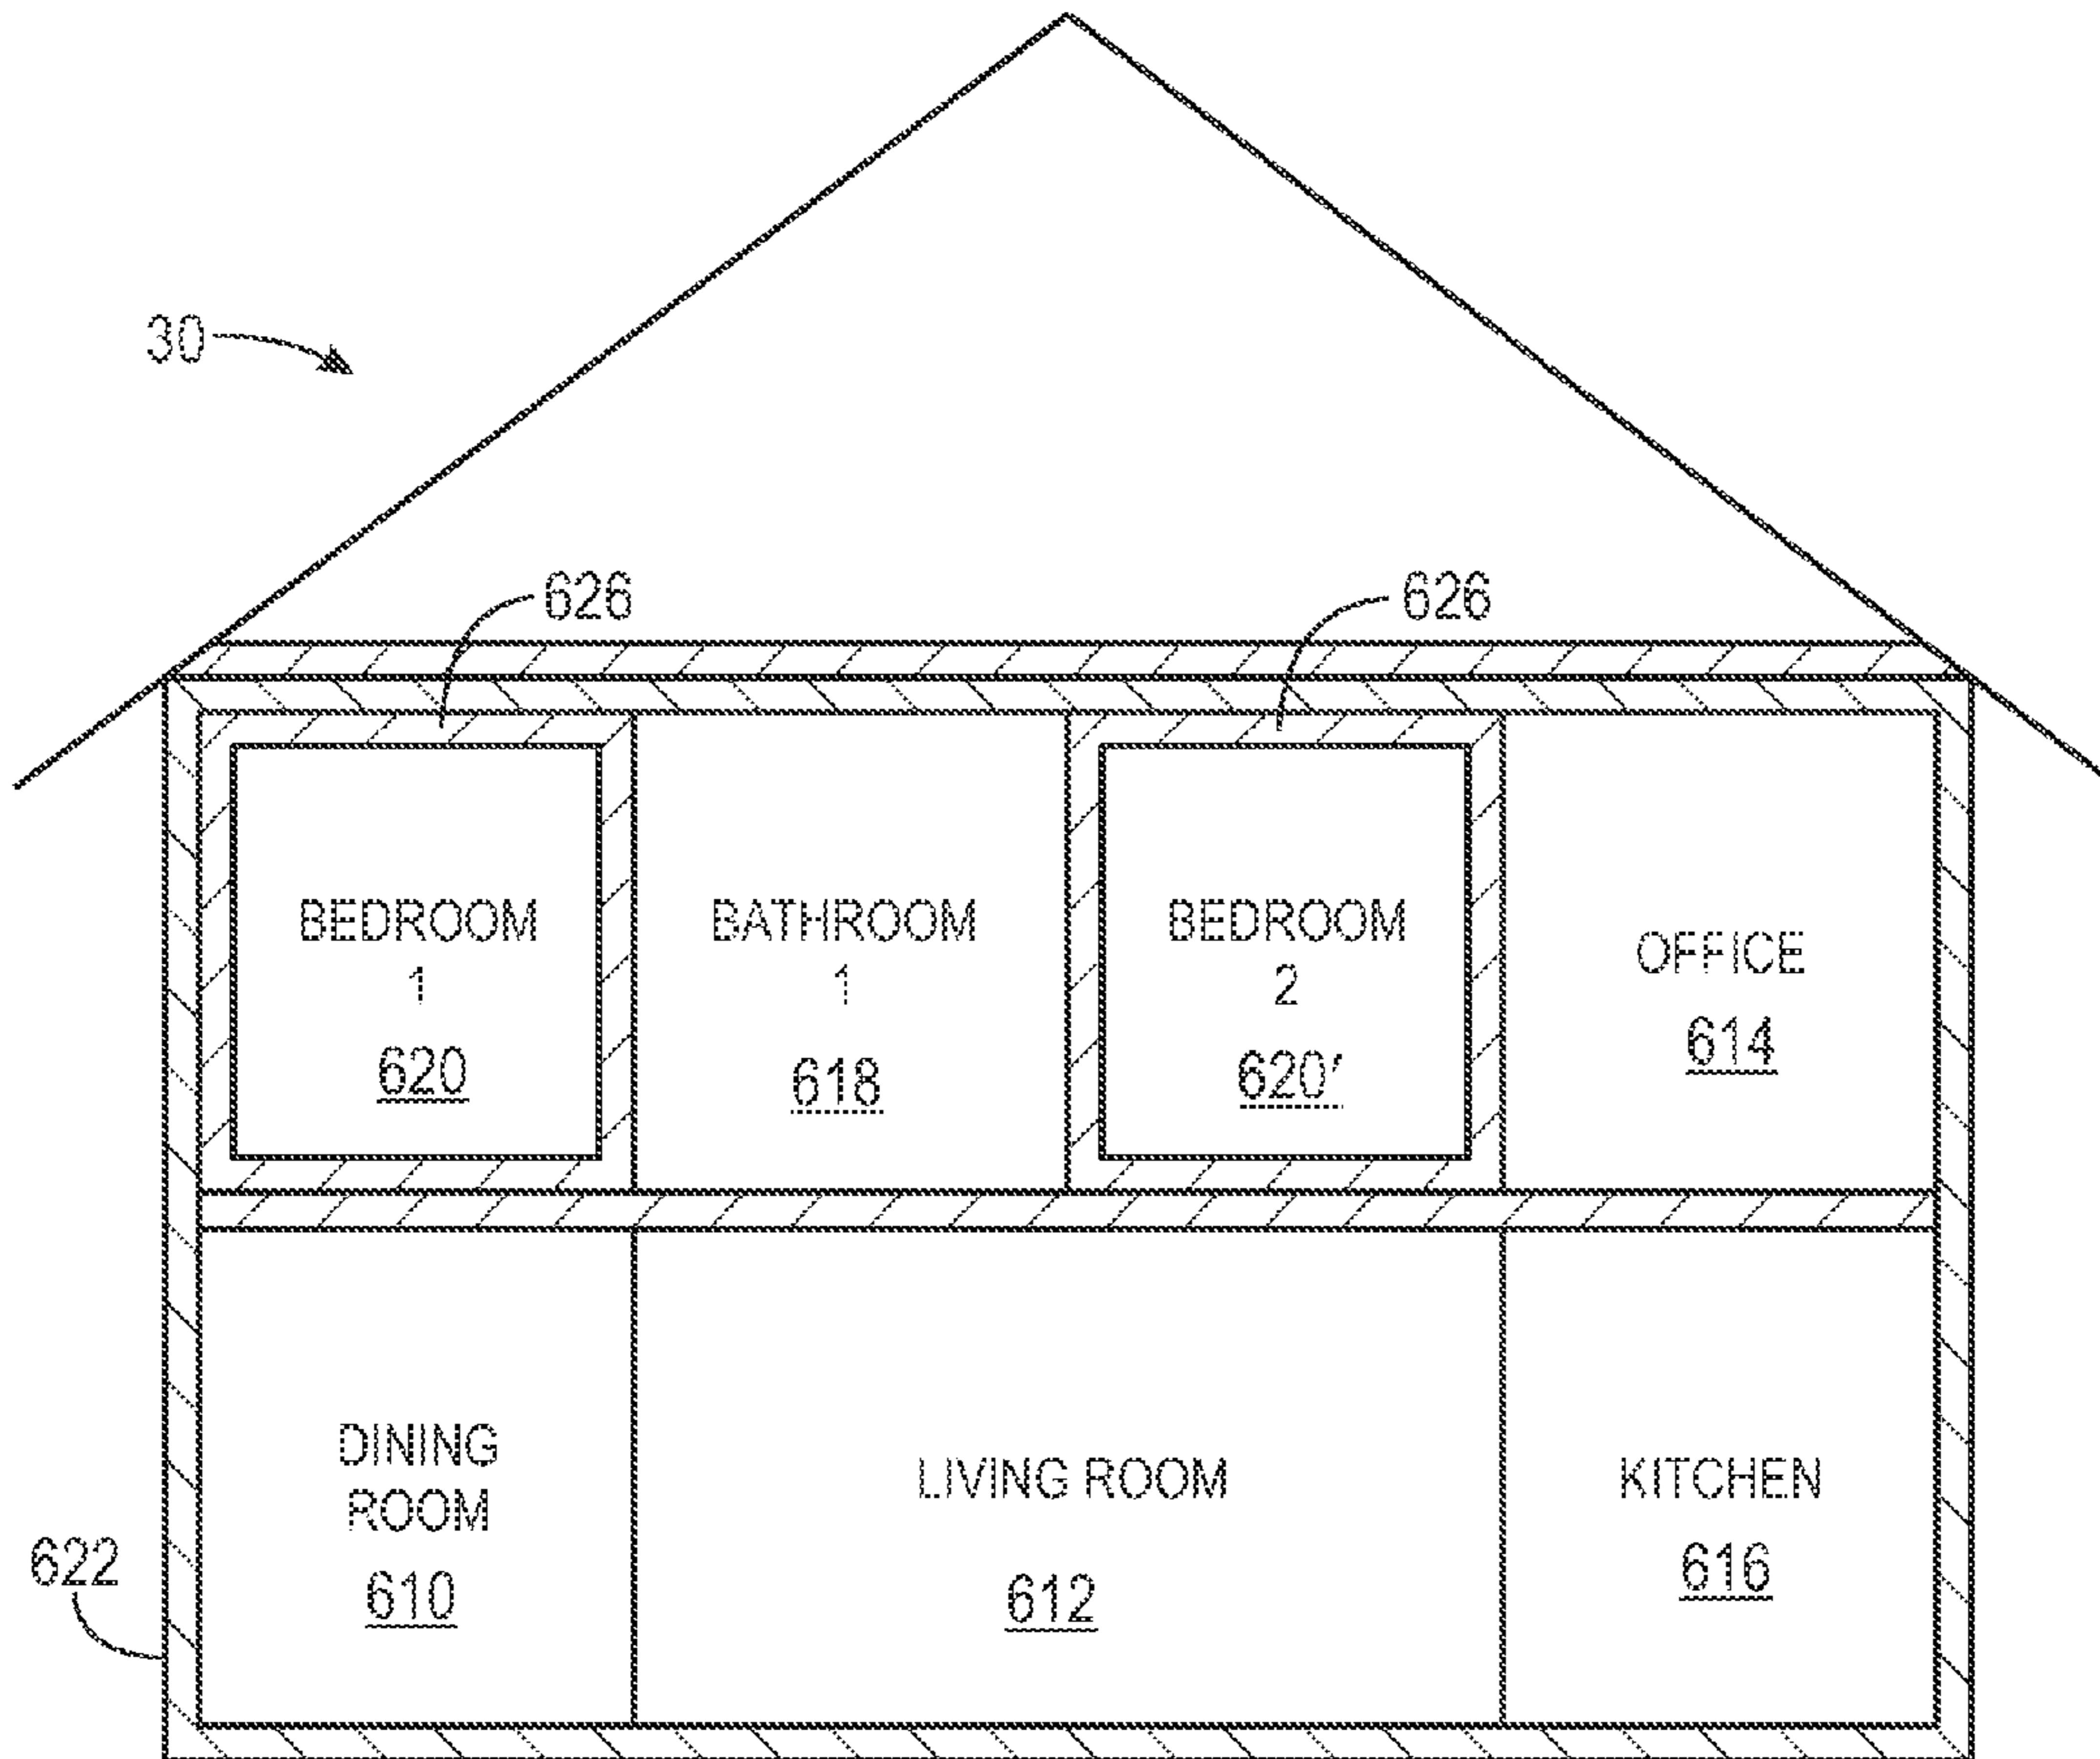 30
626
626
BEDROOM
1
620
BATHROOM
1
618
BEDROOM
2
620'
OFFICE
614
DINING
ROOM
610
LIVING ROOM
612
KITCHEN
616
622